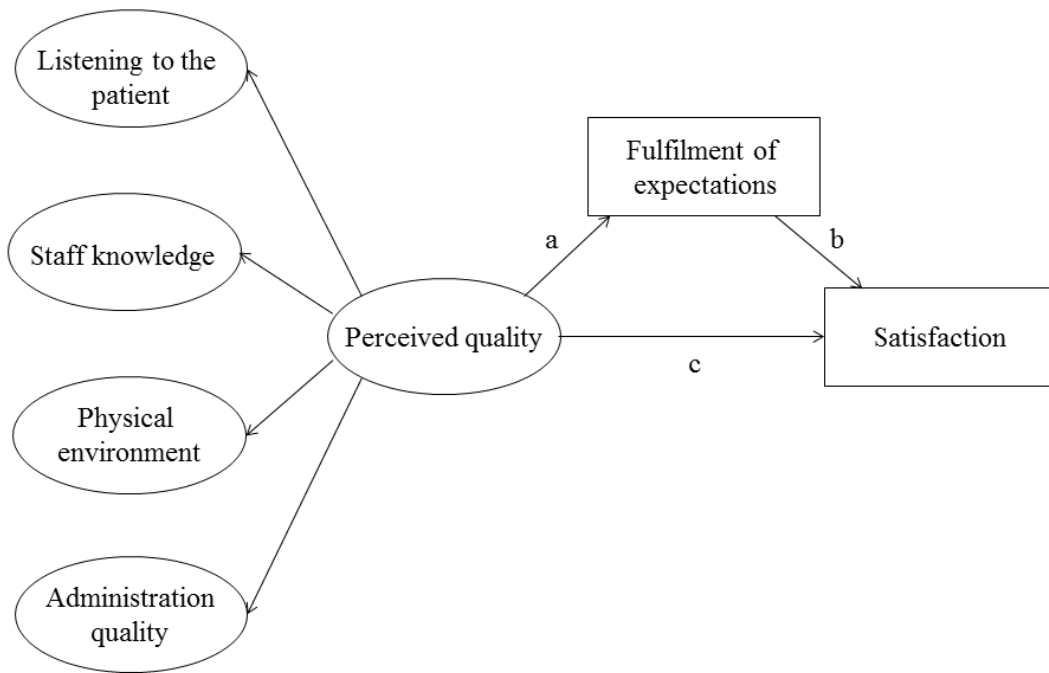 Listening to the
patient
Staff knowledge
Physical
environment
Administration
quality
Perceived quality
a
Fulfilment of
expectations
b
c
Satisfaction